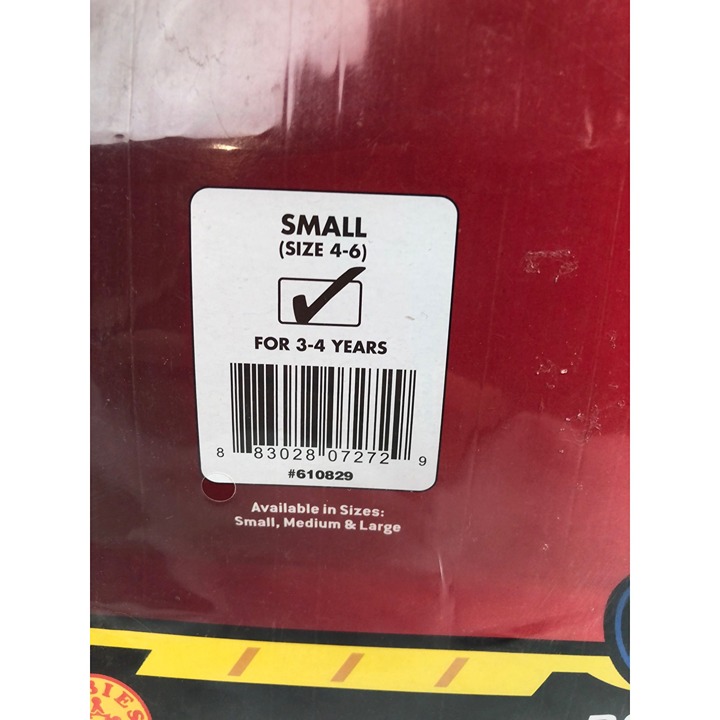 SMALL
(SIZE 4-6)
FOR 3-4 YEARS
8 83028 07272 9
#610829
Available in Sizes:
Small, Medium & Large
BIES